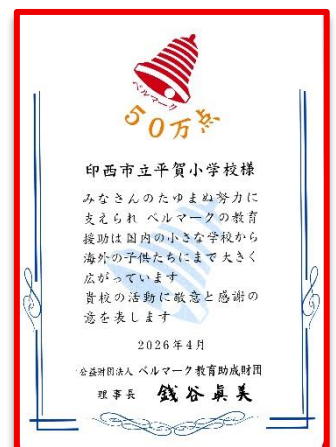 ベルマーク
50万点
印西市立平賀小学校様
みなさんのたゆまぬ努力に
支えられ ベルマークの教育
援助は国内の小さな学校から
海外の子供たちにまで大きく
広がっています
貴校の活動に敬意と感謝の
意を表します
2026年4月
公益財団法人 ベルマーク教育助成財団
理事長 銭谷眞美